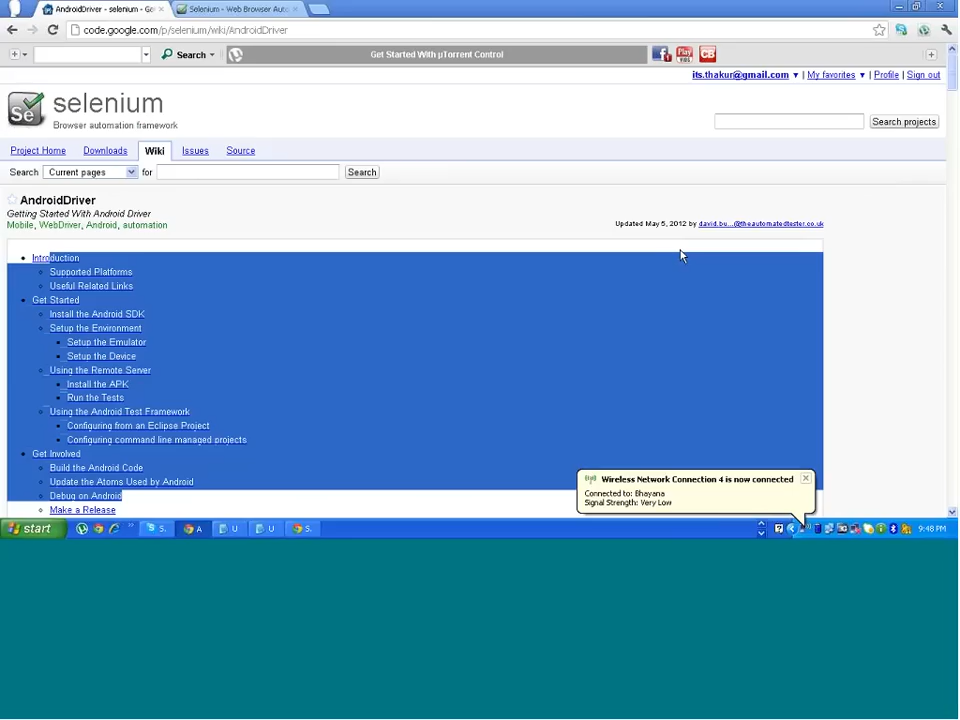 AndroidDriver - selenium - Go
Selenium - Web Browser Auto
code.google.com/p/selenium/wiki/AndroidDriver
Search
Get Started With µTorrent Control
its.thakur@gmail.com | My favorites | Profile | Sign out
Se
selenium
Browser automation framework
Search projects
Project Home Downloads Wiki Issues Source
Search Current pages for Search
AndroidDriver
Getting Started With Android Driver
Mobile, WebDriver, Android, automation
Updated May 5, 2012 by david.bu...@theautomatedtester.co.uk
Introduction
Supported Platforms
Useful Related Links
Get Started
Install the Android SDK
Setup the Environment
Setup the Emulator
Setup the Device
Using the Remote Server
Install the APK
Run the Tests
Using the Android Test Framework
Configuring from an Eclipse Project
Configuring command line managed projects
Get Involved
Build the Android Code
Update the Atoms Used by Android
Debug on Android
Make a Release
Wireless Network Connection 4 is now connected
Connected to: Bhayana
Signal Strength: Very Low
start
S.
A
U
U
S.
9:48 PM